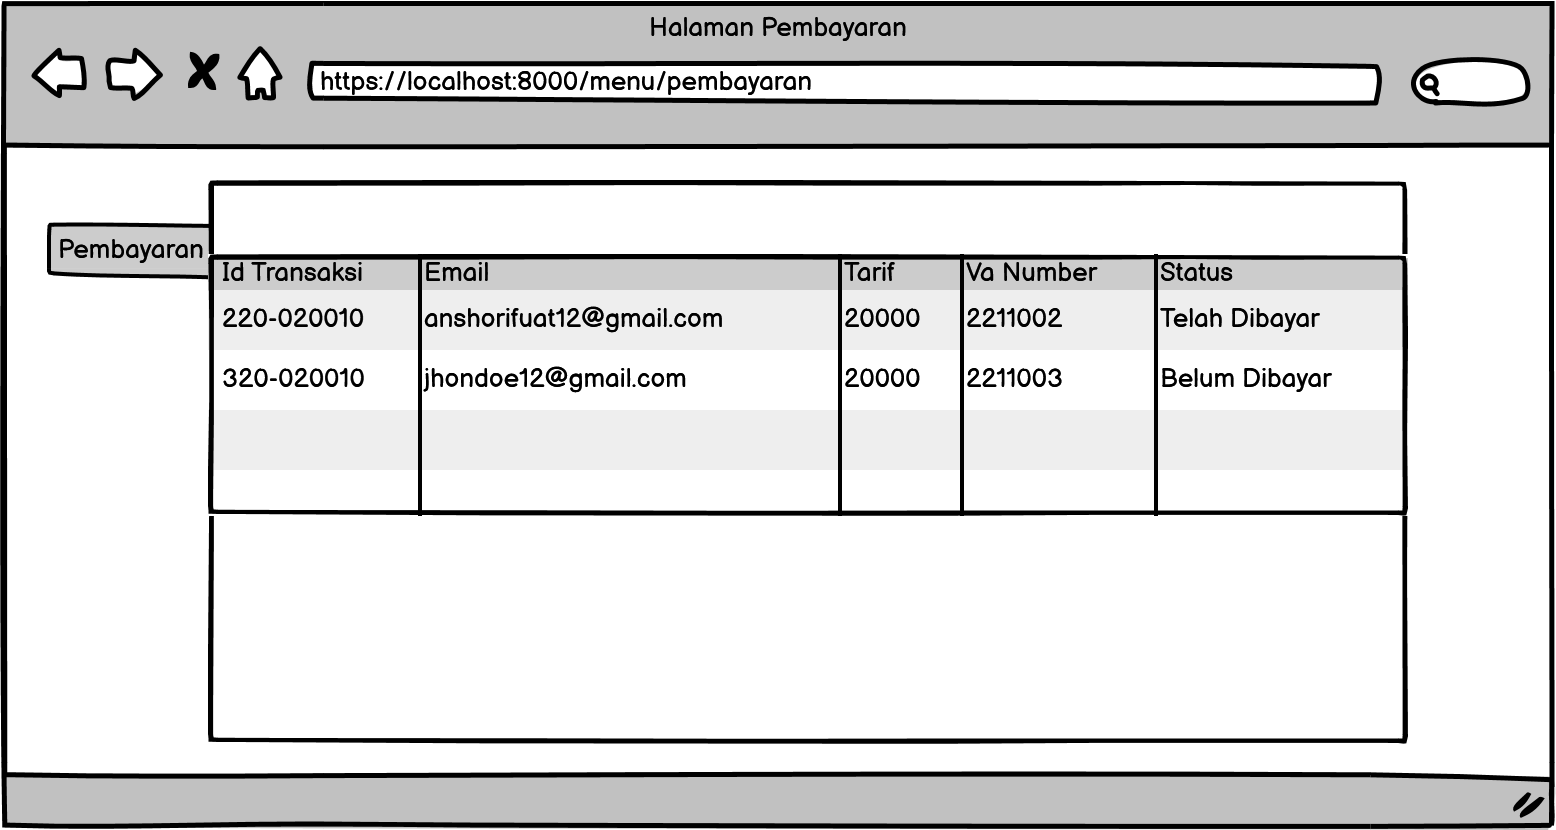 Halaman Pembayaran
https://localhost:8000/menu/pembayaran
Pembayaran
Id Transaksi Email Tarif Va Number Status
220-020010 anshorifuat12@gmail.com 20000 2211002 Telah Dibayar
320-020010 jhondoe12@gmail.com 20000 2211003 Belum Dibayar